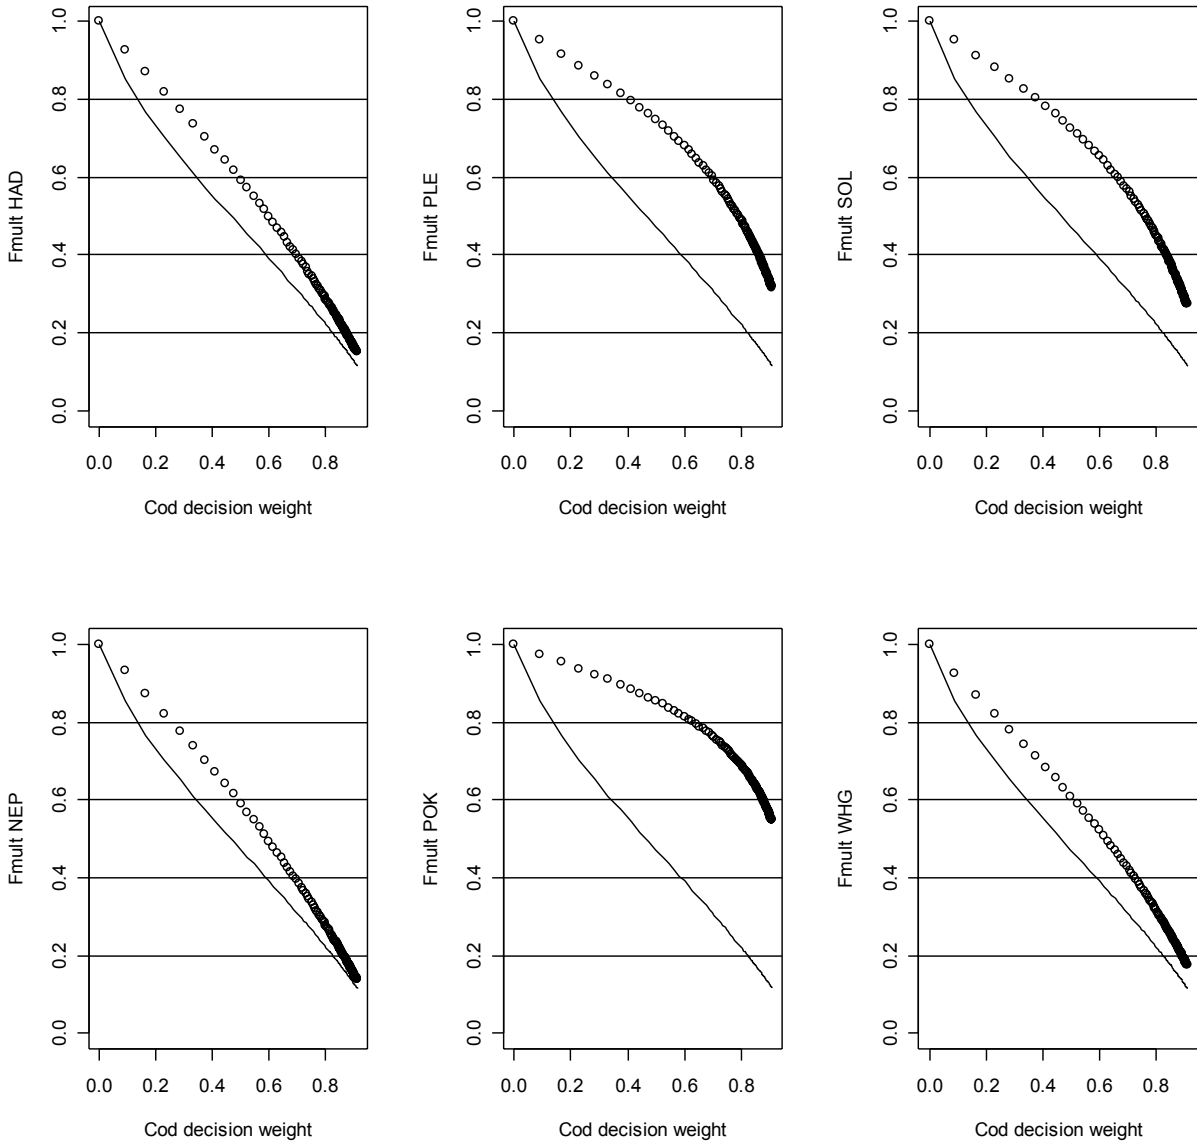 1.0 1.0 1.0
0.8 0.8 0.8
0.6 0.6 0.6
Fmult HAD Fmult PLE Fmult SOL
0.4 0.4 0.4
0.2 0.2 0.2
0.0 0.0 0.0
0.0 0.2 0.4 0.6 0.8 0.0 0.2 0.4 0.6 0.8 0.0 0.2 0.4 0.6 0.8
Cod decision weight Cod decision weight Cod decision weight
1.0 1.0 1.0
0.8 0.8 0.8
0.6 0.6 0.6
Fmult NEP Fmult POK Fmult WHG
0.4 0.4 0.4
0.2 0.2 0.2
0.0 0.0 0.0
0.0 0.2 0.4 0.6 0.8 0.0 0.2 0.4 0.6 0.8 0.0 0.2 0.4 0.6 0.8
Cod decision weight Cod decision weight Cod decision weight